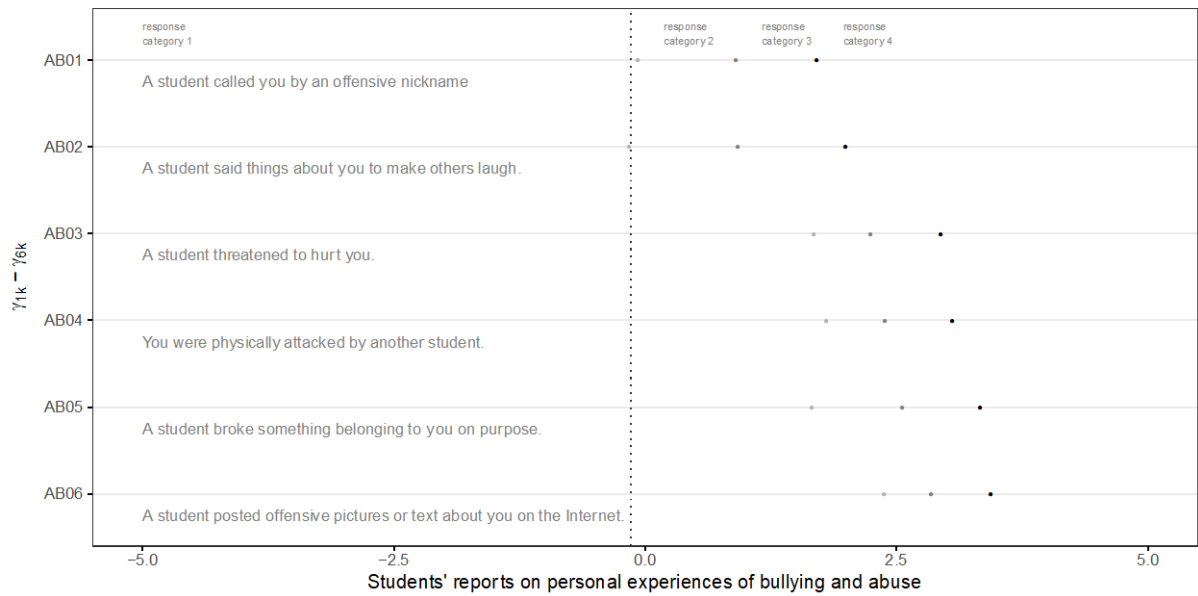 response
category 1
response
category 2
response
category 3
response
category 4
AB01
A student called you by an offensive nickname
AB02
A student said things about you to make others laugh.
AB03
A student threatened to hurt you.
γ1k − γ6k
AB04
You were physically attacked by another student.
AB05
A student broke something belonging to you on purpose.
AB06
A student posted offensive pictures or text about you on the Internet.
−5.0 −2.5 0.0 2.5 5.0
Students' reports on personal experiences of bullying and abuse